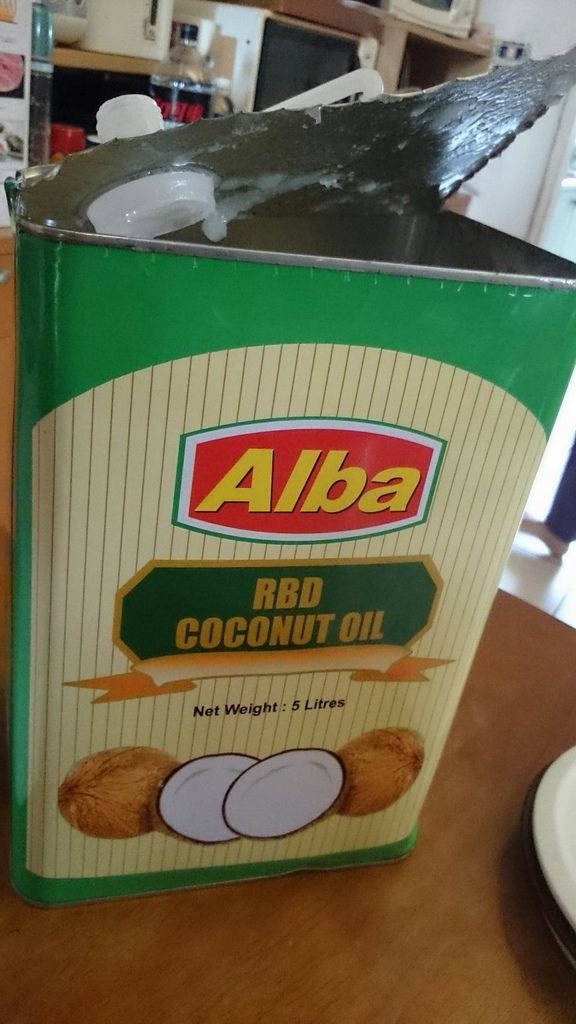 Alba
RBD
COCONUT OIL
Net Weight : 5 Litres